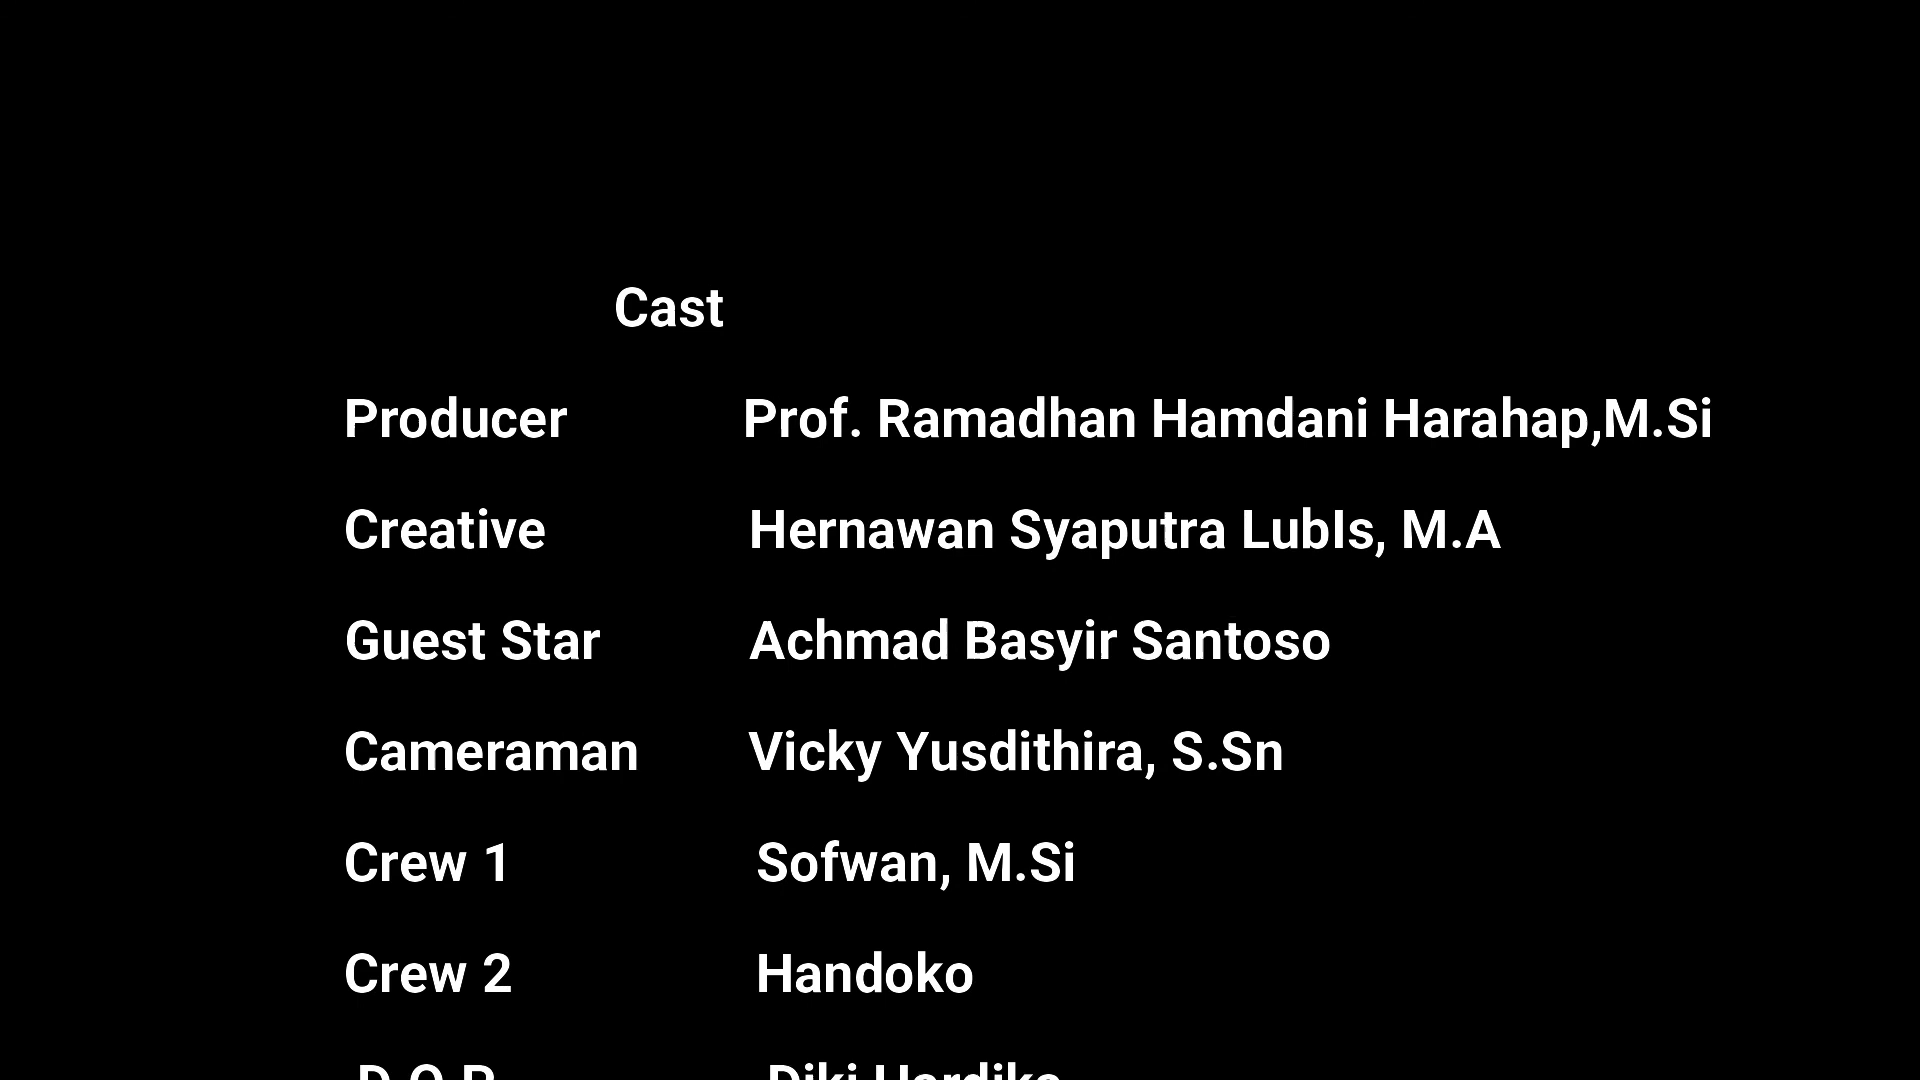 Cast
Producer Prof. Ramadhan Hamdani Harahap,M.Si
Creative Hernawan Syaputra LubIs, M.A
Guest Star Achmad Basyir Santoso
Cameraman Vicky Yusdithira, S.Sn
Crew 1 Sofwan, M.Si
Crew 2 Handoko